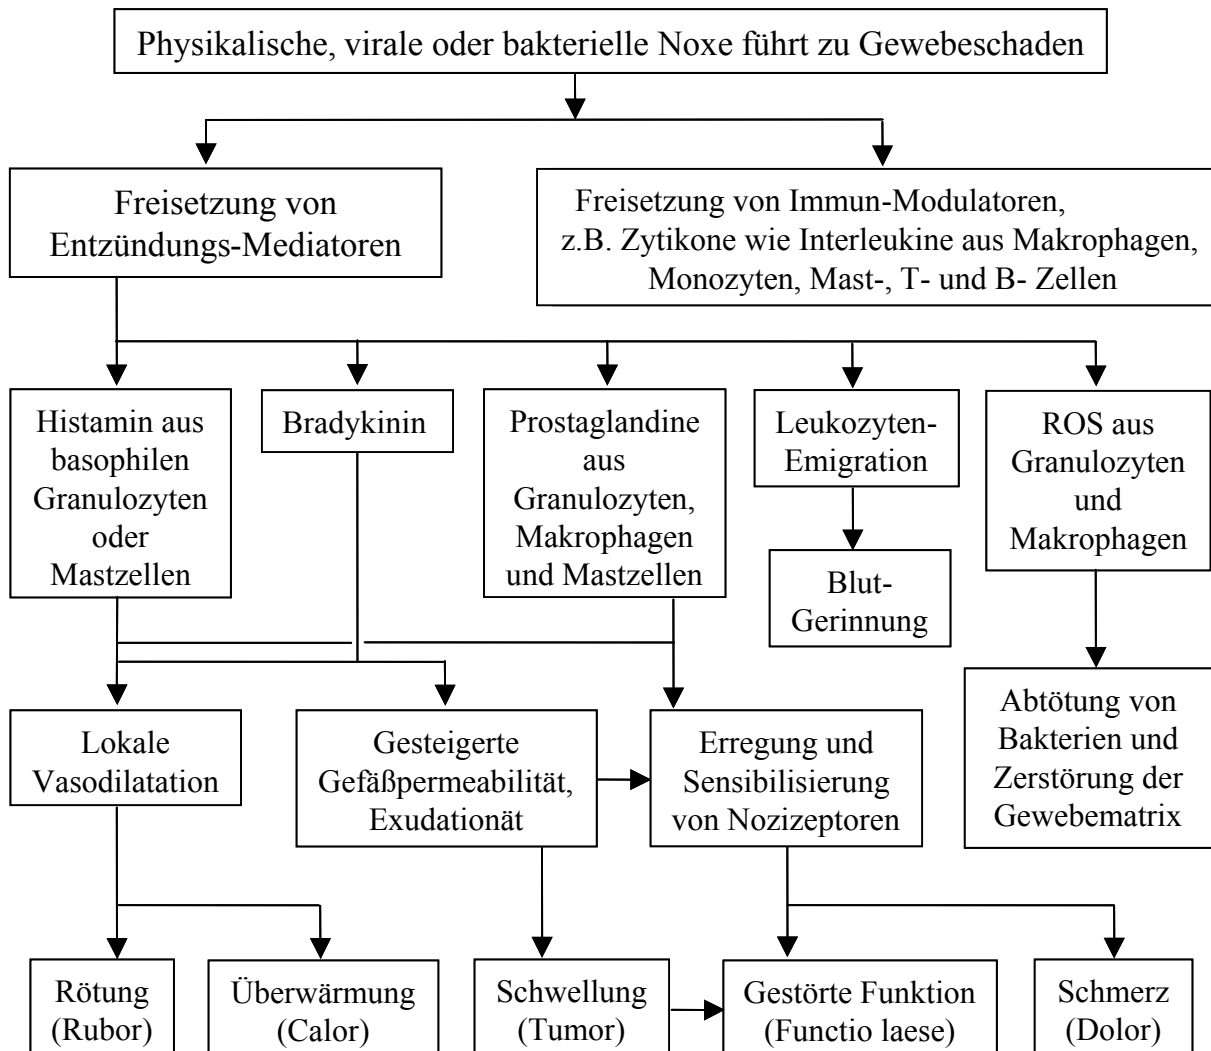 Physikalische, virale oder bakterielle Noxe führt zu Gewebeschaden
Freisetzung von
Entzündungs-Mediatoren
Freisetzung von Immun-Modulatoren,
z.B. Zytikone wie Interleukine aus Makrophagen,
Monozyten, Mast-, T- und B- Zellen
Histamin aus
basophilen
Granulozyten
oder
Mastzellen
Bradykinin
Prostaglandine
aus
Granulozyten,
Makrophagen
und Mastzellen
Leukozyten-
Emigration
ROS aus
Granulozyten
und
Makrophagen
Blut-
Gerinnung
Lokale
Vasodilatation
Gesteigerte
Gefäßpermeabilität,
Exudationät
Erregung und
Sensibilisierung
von Nozizeptoren
Abtötung von
Bakterien und
Zerstörung der
Gewebematrix
Rötung
(Rubor)
Überwärmung
(Calor)
Schwellung
(Tumor)
Gestörte Funktion
(Functio laese)
Schmerz
(Dolor)